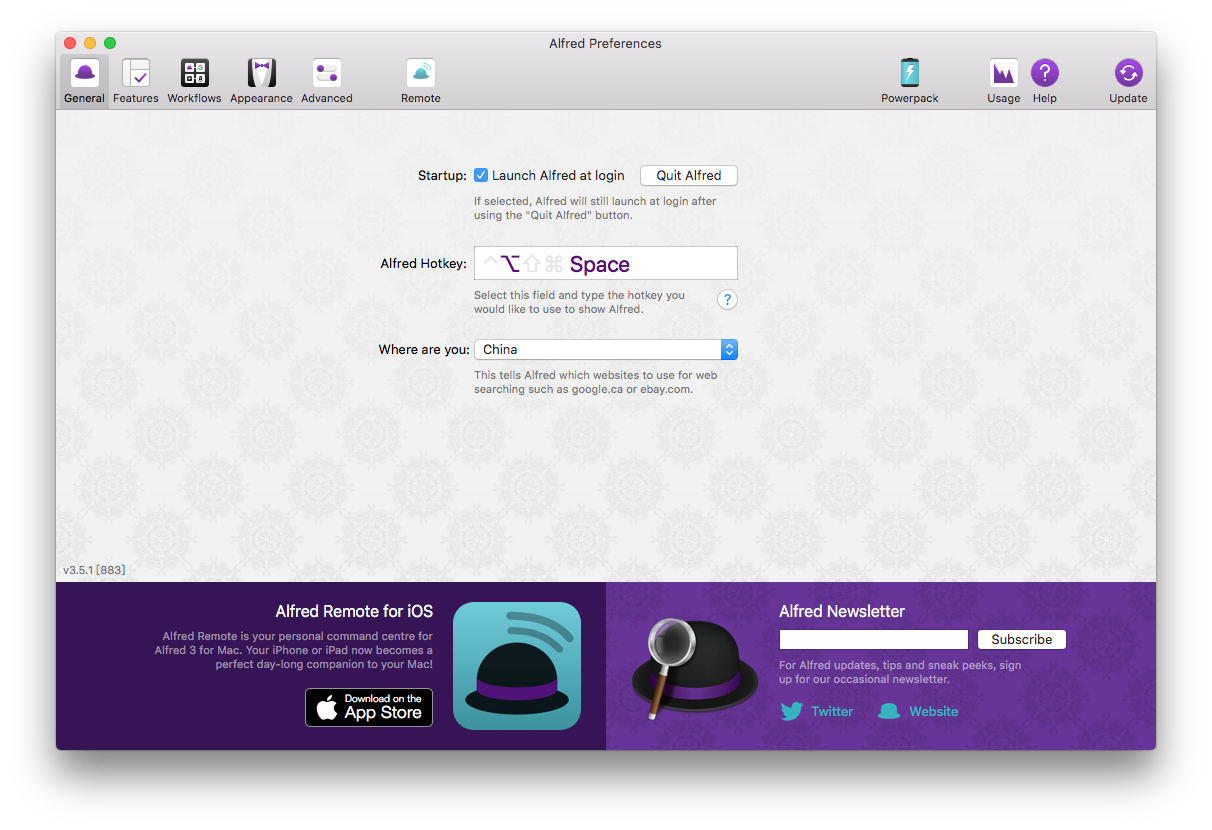 Alfred Preferences
General Features Workflows Appearance Advanced Remote Powerpack Usage Help Update
Startup: Launch Alfred at login Quit Alfred
If selected, Alfred will still launch at login after
using the "Quit Alfred" button.
Alfred Hotkey: ^⌥⇧⌘ Space
Select this field and type the hotkey you
would like to use to show Alfred.
?
Where are you: China
This tells Alfred which websites to use for web
searching such as google.ca or ebay.com.
v3.5.1 [883]
Alfred Remote for iOS
Alfred Remote is your personal command centre for
Alfred 3 for Mac. Your iPhone or iPad now becomes a
perfect day-long companion to your Mac!
Download on the
App Store
Alfred Newsletter
Subscribe
For Alfred updates, tips and sneak peeks, sign
up for our occasional newsletter.
Twitter Website